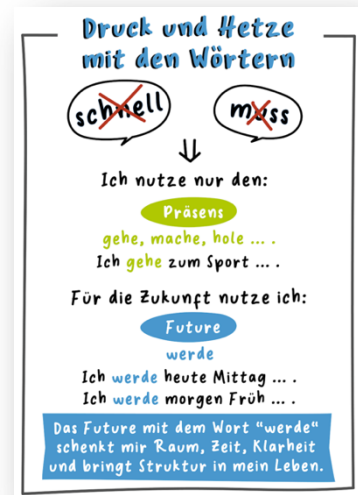 Druck und Hetze
mit den Wörtern
schnell
muss
Ich nutze nur den:
Präsens
gehe, mache, hole ... .
Ich gehe zum Sport ... .
Für die Zukunft nutze ich:
Future
werde
Ich werde heute Mittag ... .
Ich werde morgen Früh ... .
Das Future mit dem Wort "werde"
schenkt mir Raum, Zeit, Klarheit
und bringt Struktur in mein Leben.